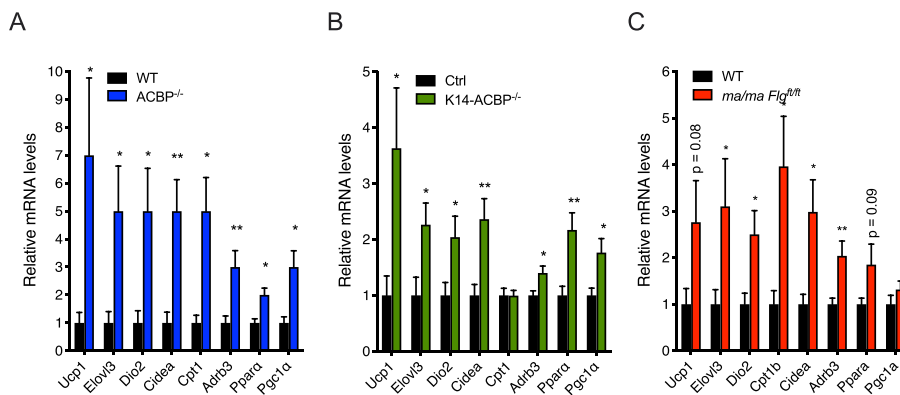 A
Relative mRNA levels
10
9
8
7
6
5
4
3
2
1
0
WT
ACBP-/-
*
*
*
**
*
**
*
*
Ucp1
Elovl3
Dio2
Cidea
Cpt1
Adrb3
Pparα
Pgc1α
B
Relative mRNA levels
5
4
3
2
1
0
Ctrl
K14-ACBP-/-
*
*
*
**
*
**
*
Ucp1
Elovl3
Dio2
Cidea
Cpt1
Adrb3
Pparα
Pgc1α
C
Relative mRNA levels
6
5
4
3
2
1
0
WT
ma/ma Flgft/ft
p = 0.08
*
*
*
*
**
p = 0.09
Ucp1
Elovl3
Dio2
Cpt1b
Cidea
Adrb3
Ppara
Pgc1a